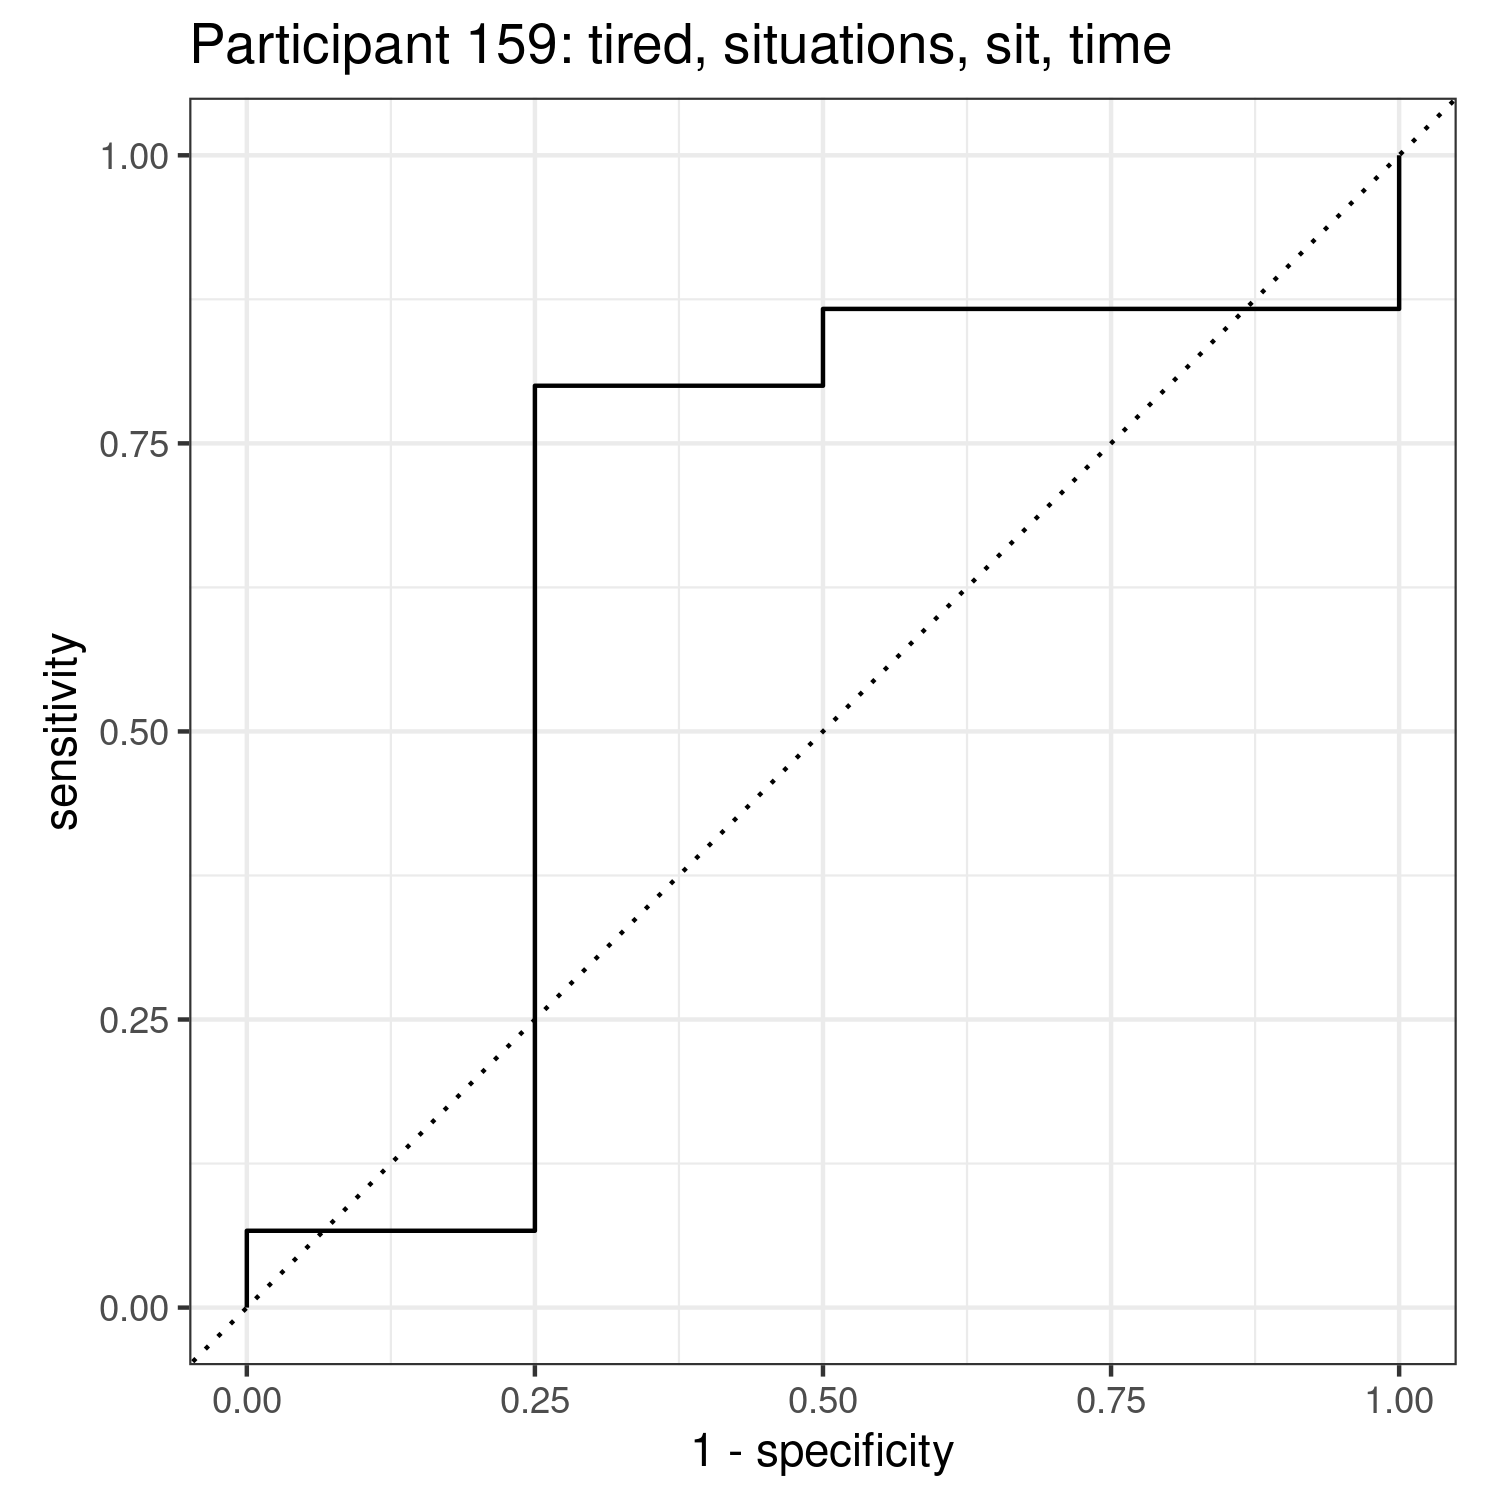 Participant 159: tired, situations, sit, time
1.00
0.75
0.50
0.25
0.00
sensitivity
0.00 0.25 0.50 0.75 1.00
1 - specificity